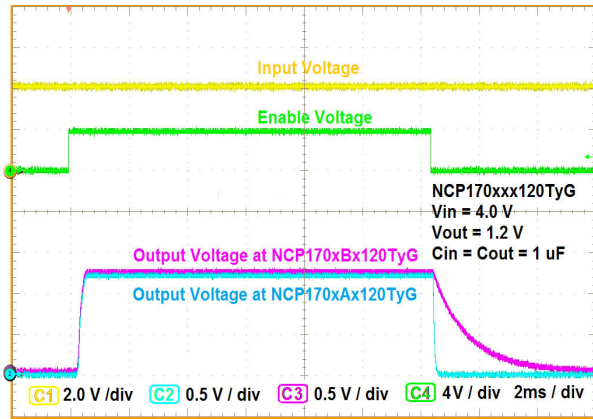 Input Voltage
Enable Voltage
4
NCP170xxx120TyG
Vin = 4.0 V
Vout = 1.2 V
Cin = Cout = 1 uF
Output Voltage at NCP170xBx120TyG
Output Voltage at NCP170xAx120TyG
2
C1 2.0 V /div C2 0.5 V / div C3 0.5 V / div C4 4V / div 2ms / div